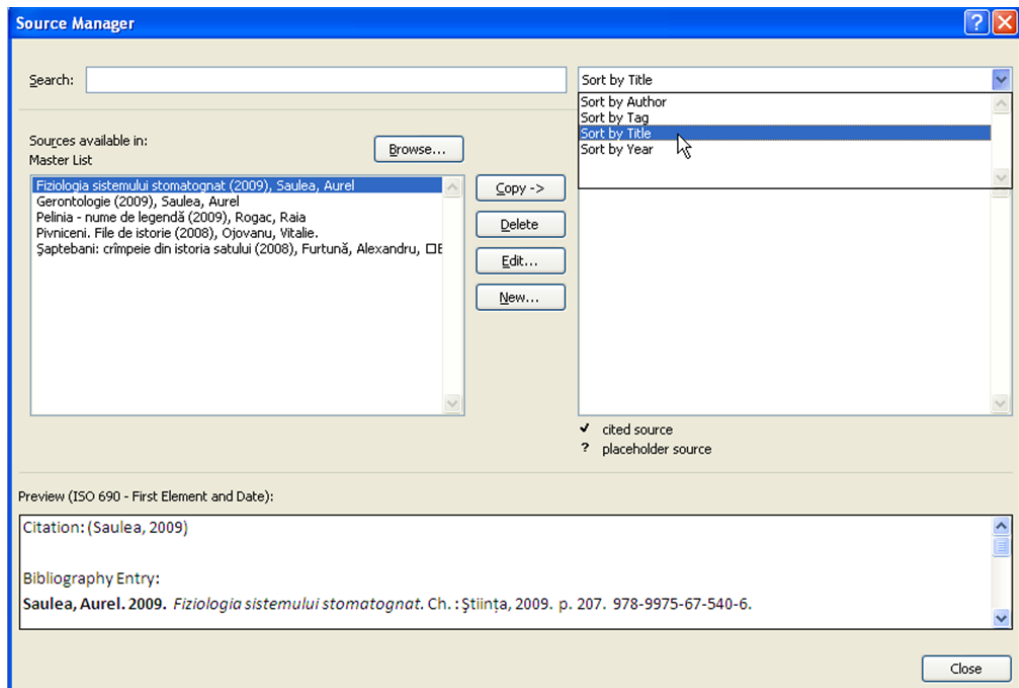 Source Manager
Search:
Sort by Title
Sort by Author
Sort by Tag
Sort by Title
Sort by Year
Sources available in:
Master List
Browse...
Fiziologia sistemului stomatognat (2009), Saulea, Aurel
Gerontologie (2009), Saulea, Aurel
Pelinia - nume de legendă (2009), Rogac, Raia
Pivniceni. File de istorie (2008), Ojovanu, Vitalie.
Şaptebani: crîmpeie din istoria satului (2008), Furtună, Alexandru, □E
Copy ->
Delete
Edit...
New...
✓ cited source
? placeholder source
Preview (ISO 690 - First Element and Date):
Citation: (Saulea, 2009)
Bibliography Entry:
Saulea, Aurel. 2009. Fiziologia sistemului stomatognat. Ch. : Ştiinţa, 2009. p. 207. 978-9975-67-540-6.
Close